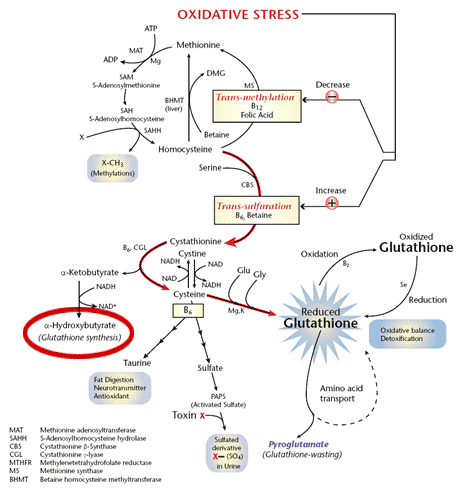 OXIDATIVE STRESS
ATP
ADP
MAT
Mg
Methionine
SAM
S-Adenosylmethionine
SAH
S-Adenosylhomocysteine
X
SAHH
X-CH3
(Methylations)
Homocysteine
BHMT
(liver)
DMG
Betaine
MS
Trans-methylation
B12
Folic Acid
Decrease
Serine
CBS
Trans-sulfuration
B6, Betaine
Increase
B6, CGL
Cystathionine
Cystine
NADH
NAD
NAD
NADH
Cysteine
B6
α-Ketobutyrate
NADH
NAD+
α-Hydroxybutyrate
(Glutathione synthesis)
Glu
Gly
Mg,K
Oxidation
B2
Oxidized
Glutathione
Se
Reduction
Reduced
Glutathione
Oxidative balance
Detoxification
Taurine
Fat Digestion
Neurotransmitter
Antioxidant
Sulfate
PAPS
(Activated Sulfate)
Toxin X
Sulfated
derivative
X—(SO4)
in Urine
Amino acid
transport
Pyroglutamate
(Glutathione-wasting)
MAT Methionine adenosyltransferase
SAHH S-Adenosylhomocysteine hydrolase
CBS Cystathionine β-Synthase
CGL Cystathionine γ-lyase
MTHFR Methylenetetrahydrofolate reductase
MS Methionine synthase
BHMT Betaine homocysteine methyltransferase